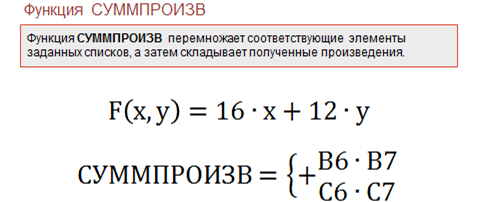 Функция СУММПРОИЗВ
Функция СУММПРОИЗВ перемножает соответствующие элементы
заданных списков, а затем складывает полученные произведения.
F(x, y) = 16 · x + 12 · y
СУММПРОИЗВ = { + B6 · B7
C6 · C7